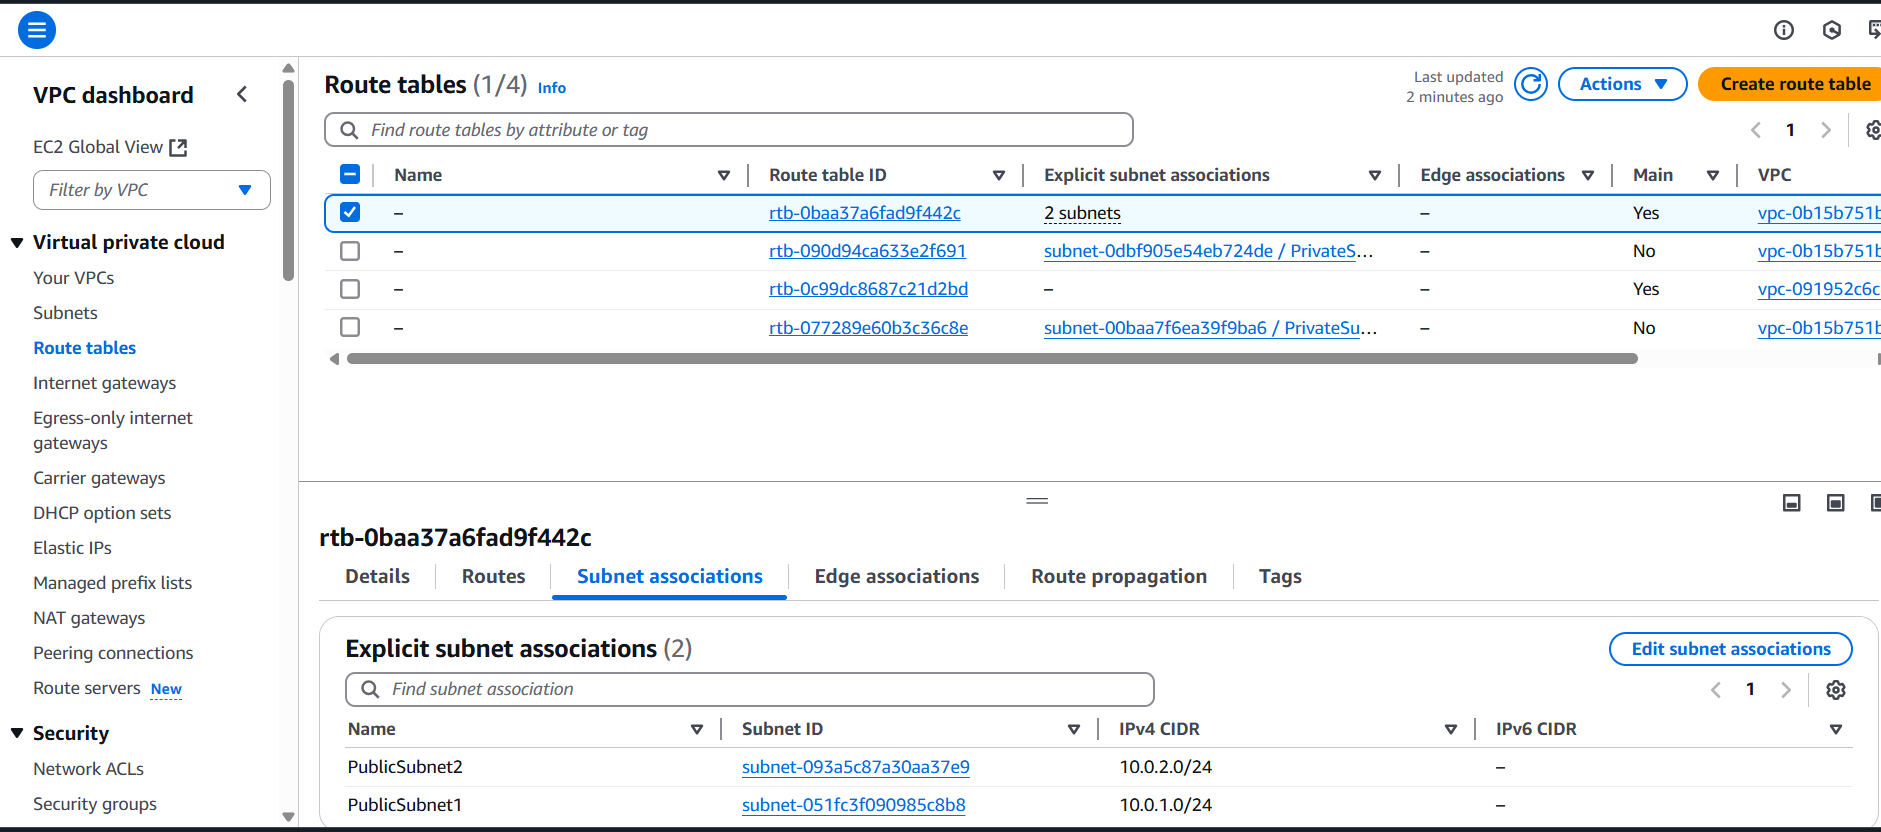 VPC dashboard
EC2 Global View
Filter by VPC
Virtual private cloud
Your VPCs
Subnets
Route tables
Internet gateways
Egress-only internet
gateways
Carrier gateways
DHCP option sets
Elastic IPs
Managed prefix lists
NAT gateways
Peering connections
Route servers New
Security
Network ACLs
Security groups
Route tables (1/4) Info
Last updated
2 minutes ago
Actions
Create route table
Find route tables by attribute or tag
1
Name Route table ID Explicit subnet associations Edge associations Main VPC
– rtb-0baa37a6fad9f442c 2 subnets – Yes vpc-0b15b751b
– rtb-090d94ca633e2f691 subnet-0dbf905e54eb724de / PrivateS... – No vpc-0b15b751b
– rtb-0c99dc8687c21d2bd – – Yes vpc-091952c6c
– rtb-077289e60b3c36c8e subnet-00baa7f6ea39f9ba6 / PrivateSu... – No vpc-0b15b751b
rtb-0baa37a6fad9f442c
Details Routes Subnet associations Edge associations Route propagation Tags
Explicit subnet associations (2)
Edit subnet associations
Find subnet association
1
Name Subnet ID IPv4 CIDR IPv6 CIDR
PublicSubnet2 subnet-093a5c87a30aa37e9 10.0.2.0/24 –
PublicSubnet1 subnet-051fc3f090985c8b8 10.0.1.0/24 –